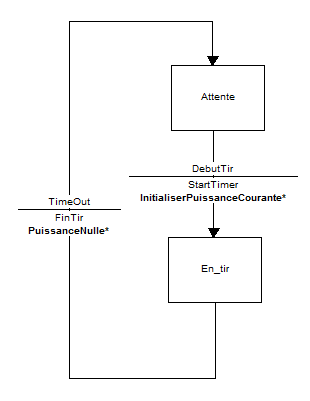 Attente
DebutTir
StartTimer
InitialiserPuissanceCourante*
TimeOut
FinTir
PuissanceNulle*
En_tir